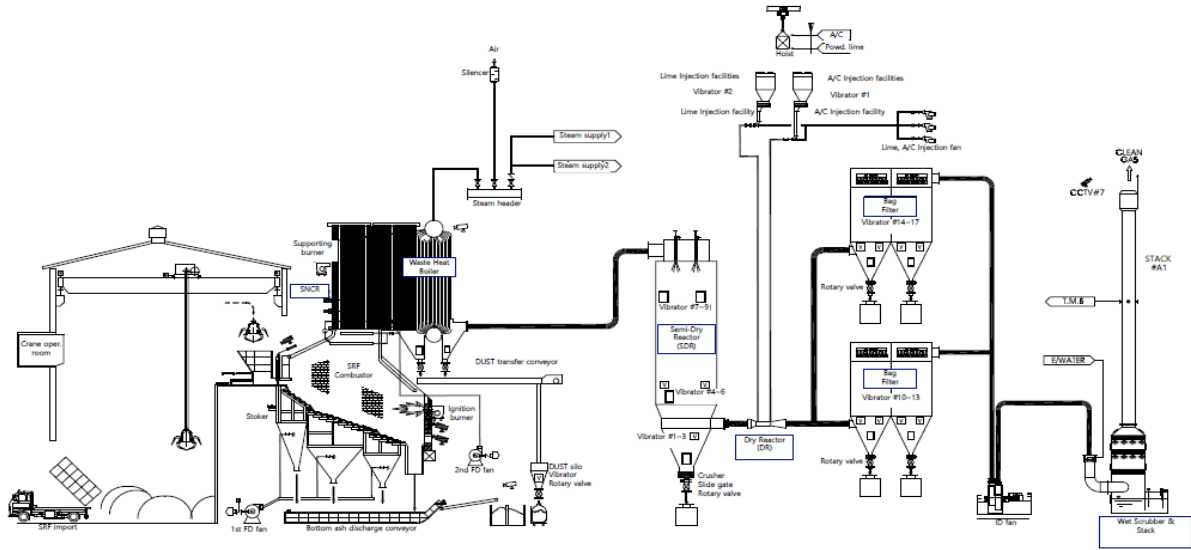 A/C
Powd. lime
Hoist
Air
Silencer
Lime Injection facilities
A/C Injection facilities
Vibrator #2
Vibrator #1
Lime Injection facility
A/C Injection facility
Lime, A/C Injection fan
Steam supply1
Steam supply2
Steam header
CLEAN
GAS
CCTV#7
Bag
Filter
Vibrator #14~17
Supporting
burner
Waste Heat
Boiler
SNCR
STACK
#A1
Rotary valve
T.M.S
Vibrator #7~9
Semi-Dry
Reactor
(SDR)
Crane oper.
room
DUST transfer conveyor
SRF
Combustor
E/WATER
Bag
Filter
Vibrator #10~13
Vibrator #4~6
Stoker
Ignition
burner
Vibrator #1~3
Dry Reactor
(DR)
Rotary valve
2nd FD fan
DUST silo
Vibrator
Rotary valve
Crusher
Slide gate
Rotary valve
SRF import
1st FD fan
Bottom ash discharge conveyor
ID fan
Wet Scrubber &
Stack